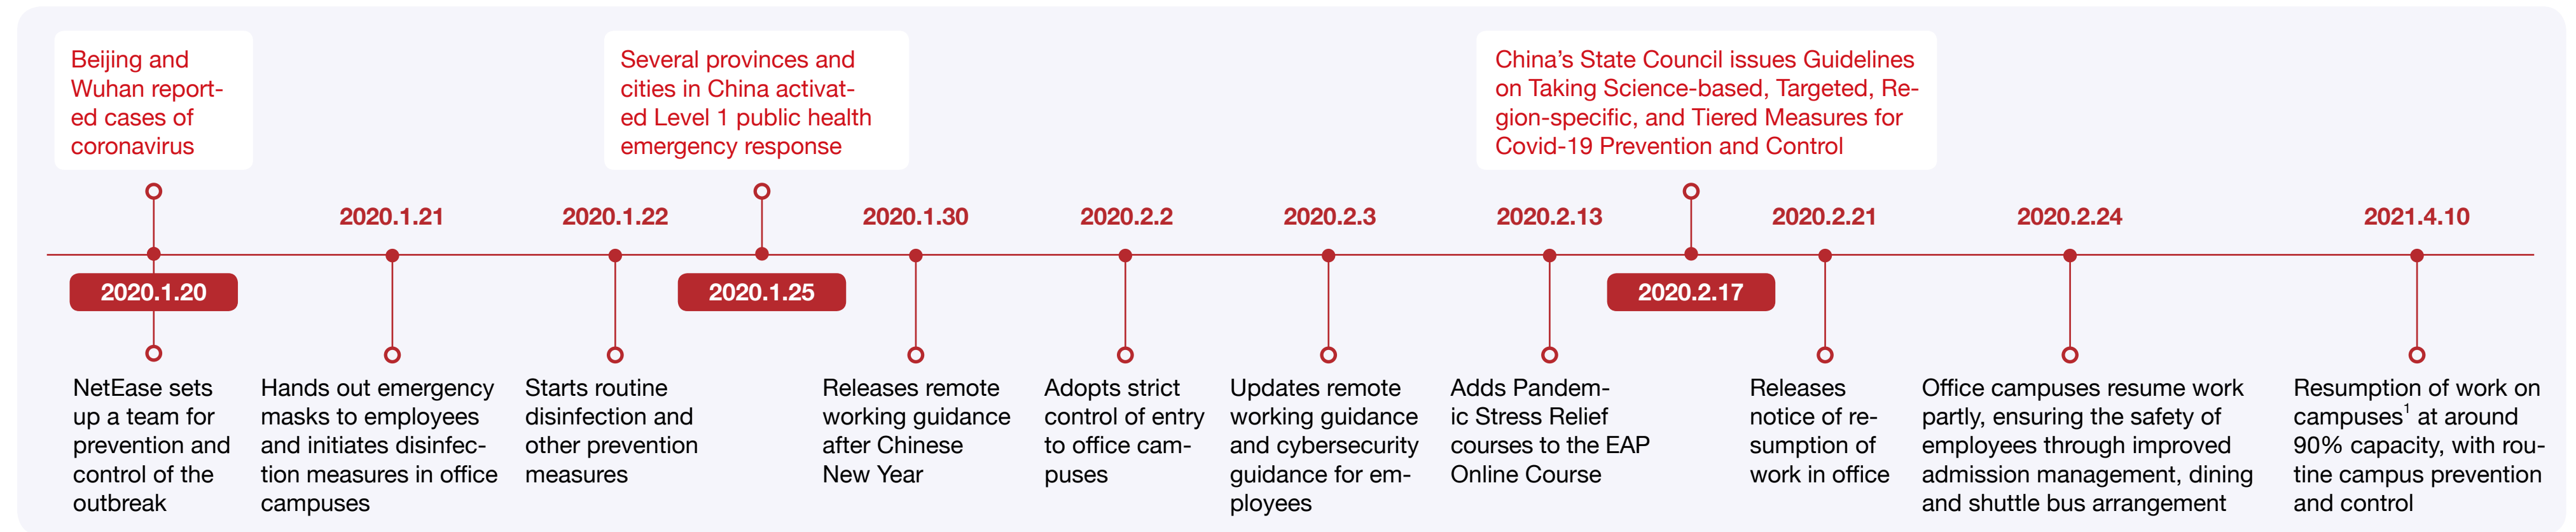 Beijing and
Wuhan report-
ed cases of
coronavirus
Several provinces and
cities in China activat-
ed Level 1 public health
emergency response
China’s State Council issues Guidelines
on Taking Science-based, Targeted, Re-
gion-specific, and Tiered Measures for
Covid-19 Prevention and Control
2020.1.21
2020.1.22
2020.1.30
2020.2.2
2020.2.3
2020.2.13
2020.2.21
2020.2.24
2021.4.10
2020.1.20
2020.1.25
2020.2.17
NetEase sets
up a team for
prevention and
control of the
outbreak
Hands out emergency
masks to employees
and initiates disinfec-
tion measures in office
campuses
Starts routine
disinfection and
other prevention
measures
Releases remote
working guidance
after Chinese
New Year
Adopts strict
control of entry
to office cam-
puses
Updates remote
working guidance
and cybersecurity
guidance for em-
ployees
Adds Pandem-
ic Stress Relief
courses to the EAP
Online Course
Releases
notice of re-
sumption of
work in office
Office campuses resume work
partly, ensuring the safety of
employees through improved
admission management, dining
and shuttle bus arrangement
Resumption of work on
campuses¹ at around
90% capacity, with rou-
tine campus prevention
and control